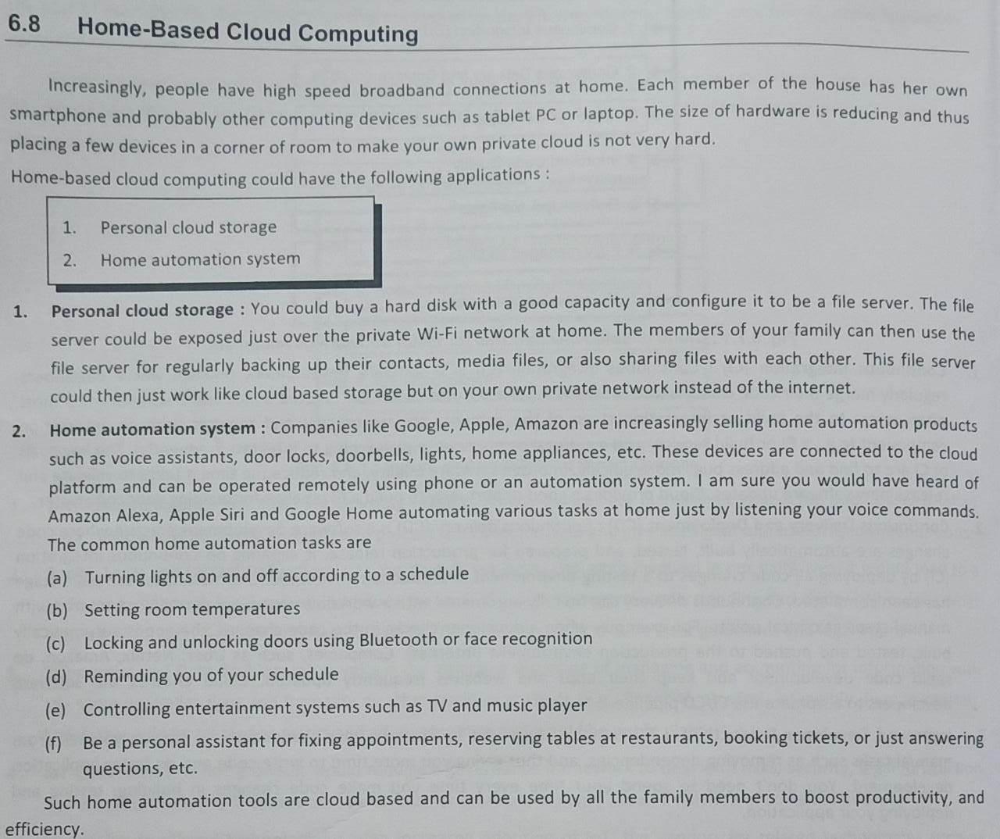 6.8 Home-Based Cloud Computing
Increasingly, people have high speed broadband connections at home. Each member of the house has her own
smartphone and probably other computing devices such as tablet PC or laptop. The size of hardware is reducing and thus
placing a few devices in a corner of room to make your own private cloud is not very hard.
Home-based cloud computing could have the following applications :
1. Personal cloud storage
2. Home automation system
1. Personal cloud storage : You could buy a hard disk with a good capacity and configure it to be a file server. The file
server could be exposed just over the private Wi-Fi network at home. The members of your family can then use the
file server for regularly backing up their contacts, media files, or also sharing files with each other. This file server
could then just work like cloud based storage but on your own private network instead of the internet.
2. Home automation system : Companies like Google, Apple, Amazon are increasingly selling home automation products
such as voice assistants, door locks, doorbells, lights, home appliances, etc. These devices are connected to the cloud
platform and can be operated remotely using phone or an automation system. I am sure you would have heard of
Amazon Alexa, Apple Siri and Google Home automating various tasks at home just by listening your voice commands.
The common home automation tasks are
(a) Turning lights on and off according to a schedule
(b) Setting room temperatures
(c) Locking and unlocking doors using Bluetooth or face recognition
(d) Reminding you of your schedule
(e) Controlling entertainment systems such as TV and music player
(f) Be a personal assistant for fixing appointments, reserving tables at restaurants, booking tickets, or just answering
questions, etc.
Such home automation tools are cloud based and can be used by all the family members to boost productivity, and
efficiency.